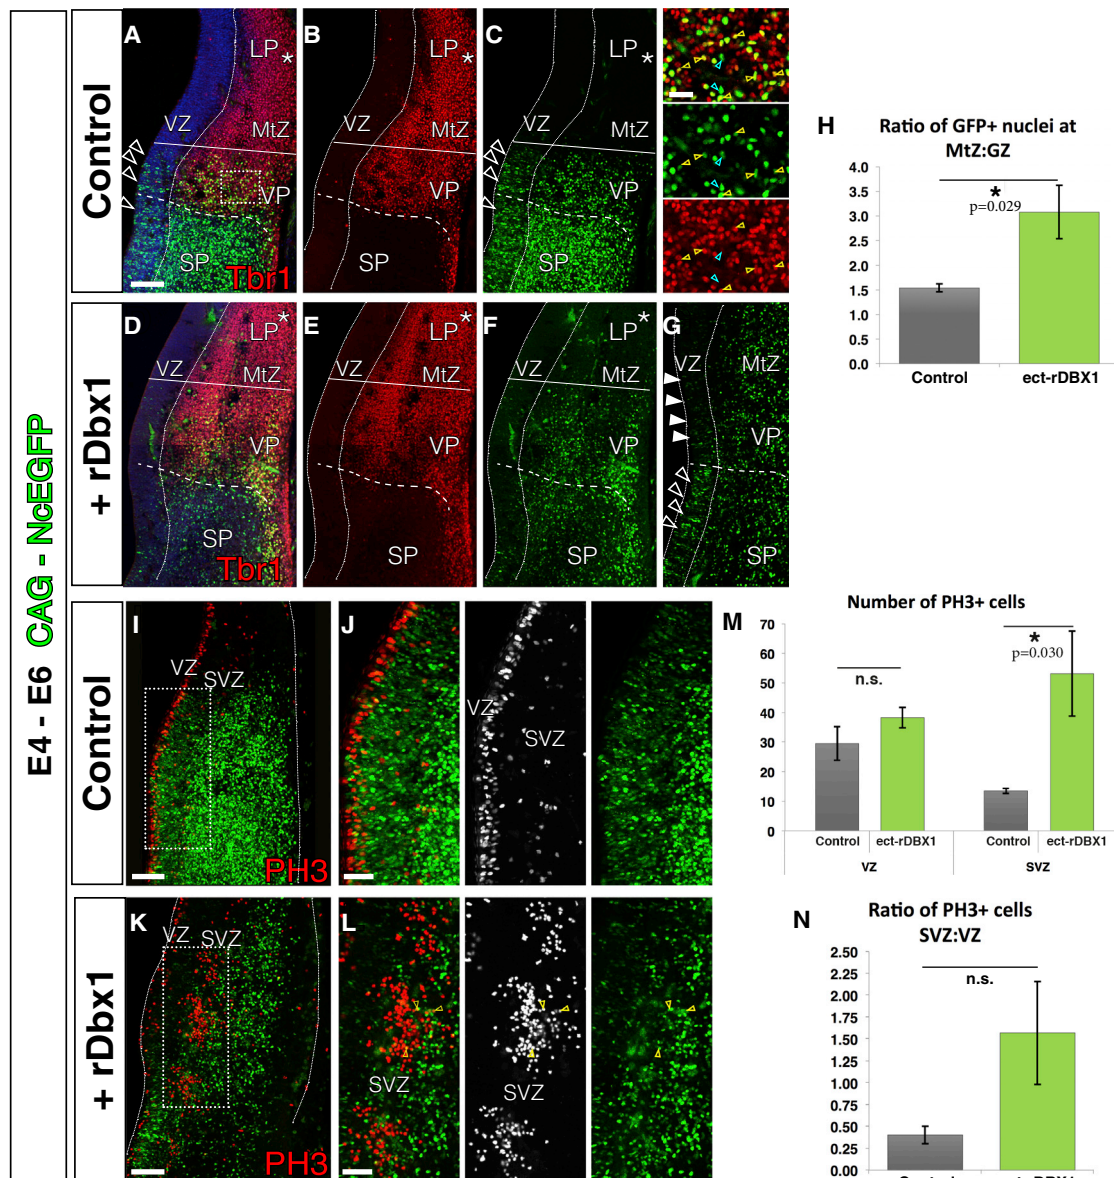 E4 - E6 CAG - NcEGFP
Control
A
LP
*
VZ
MtZ
VP
SP
Tbr1
B
LP
*
VZ
MtZ
VP
SP
C
LP
*
VZ
MtZ
VP
SP
+ rDbx1
D
LP
*
VZ
MtZ
VP
SP
Tbr1
E
LP
*
VZ
MtZ
VP
SP
F
LP
*
VZ
MtZ
VP
SP
G
VZ
MtZ
VP
SP
H
Ratio of GFP+ nuclei at
MtZ:GZ
4.0
3.5
3.0
2.5
2.0
1.5
1.0
0.5
0.0
*
p=0.029
Control
ect-rDBX1
Control
I
VZ
SVZ
PH3
J
VZ
SVZ
+ rDbx1
K
VZ
SVZ
PH3
L
SVZ
SVZ
M
Number of PH3+ cells
70
60
50
40
30
20
10
0
n.s.
*
p=0.030
Control
ect-rDBX1
Control
ect-rDBX1
VZ
SVZ
N
Ratio of PH3+ cells
SVZ:VZ
2.50
2.25
2.00
1.75
1.50
1.25
1.00
0.75
0.50
0.25
0.00
n.s.